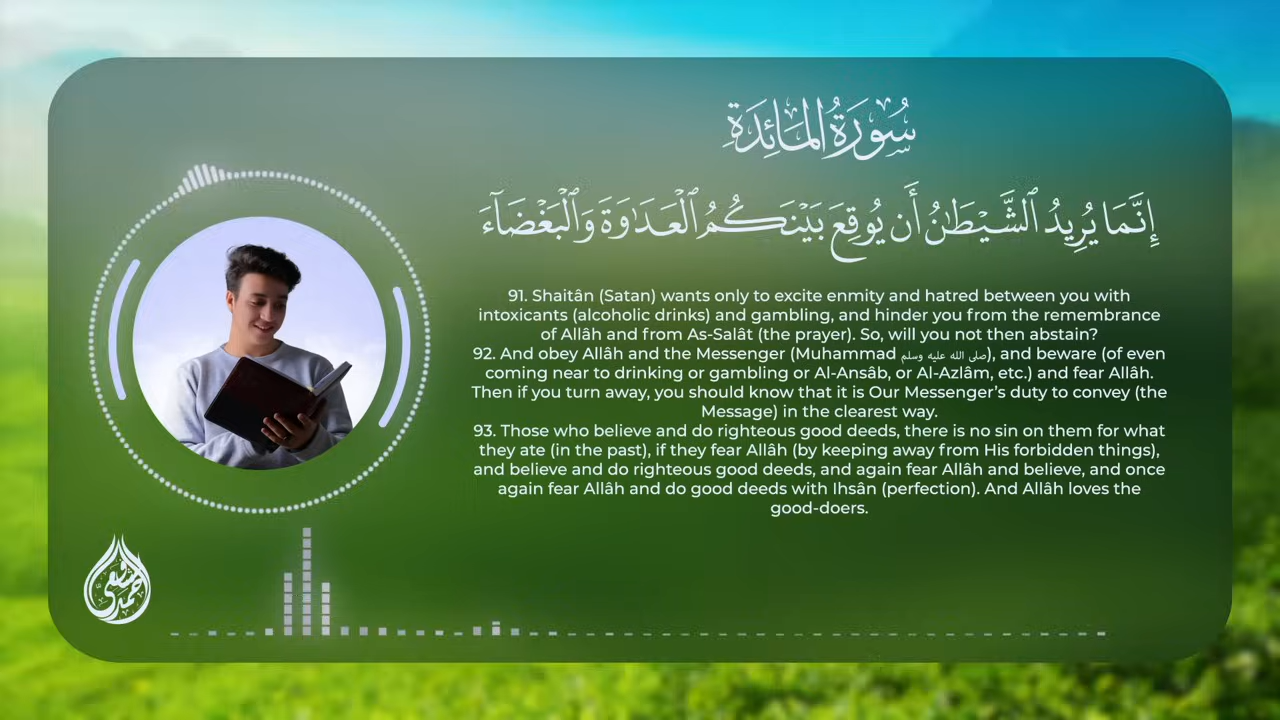 سُورَةُ المَائِدَةِ
إِنَّمَا يُرِيدُ ٱلشَّيْطَٰنُ أَن يُوقِعَ بَيْنَكُمُ ٱلْعَدَٰوَةَ وَٱلْبَغْضَآءَ
91. Shaitân (Satan) wants only to excite enmity and hatred between you with
intoxicants (alcoholic drinks) and gambling, and hinder you from the remembrance
of Allâh and from As-Salât (the prayer). So, will you not then abstain?
92. And obey Allâh and the Messenger (Muhammad صلى الله عليه وسلم), and beware (of even
coming near to drinking or gambling or Al-Ansâb, or Al-Azlâm, etc.) and fear Allâh.
Then if you turn away, you should know that it is Our Messenger’s duty to convey (the
Message) in the clearest way.
93. Those who believe and do righteous good deeds, there is no sin on them for what
they ate (in the past), if they fear Allâh (by keeping away from His forbidden things),
and believe and do righteous good deeds, and again fear Allâh and believe, and once
again fear Allâh and do good deeds with Ihsân (perfection). And Allâh loves the
good-doers.